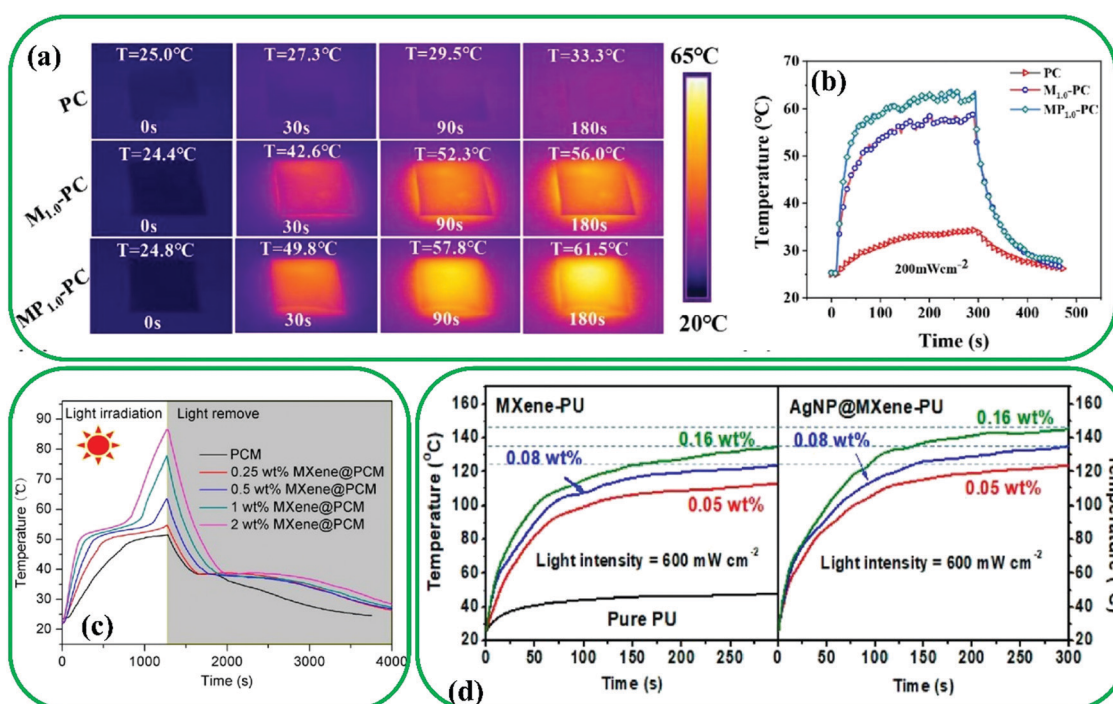 (a)
PC
T=25.0°C
T=27.3°C
T=29.5°C
T=33.3°C
0s
30s
90s
180s
M1.0-PC
T=24.4°C
T=42.6°C
T=52.3°C
T=56.0°C
0s
30s
90s
180s
MP1.0-PC
T=24.8°C
T=49.8°C
T=57.8°C
T=61.5°C
0s
30s
90s
180s
65°C
20°C
(b)
PC
M1.0-PC
MP1.0-PC
200mWcm-2
Temperature (°C)
70
60
50
40
30
20
0 100 200 300 400 500
Time (s)
Light irradiation
Light remove
PCM
0.25 wt% MXene@PCM
0.5 wt% MXene@PCM
1 wt% MXene@PCM
2 wt% MXene@PCM
Temperature (℃)
90
80
70
60
50
40
30
20
(c)
0 1000 2000 3000 4000
Time (s)
MXene-PU
0.16 wt%
0.08 wt%
0.05 wt%
Light intensity = 600 mW cm-2
Pure PU
Temperature (°C)
160
140
120
100
80
60
40
20
0 50 100 150 200 250
Time (s)
AgNP@MXene-PU
0.16 wt%
0.08 wt%
0.05 wt%
Light intensity = 600 mW cm-2
160
140
120
100
80
60
40
20
0 50 100 150 200 250 300
Time (s)
(d)